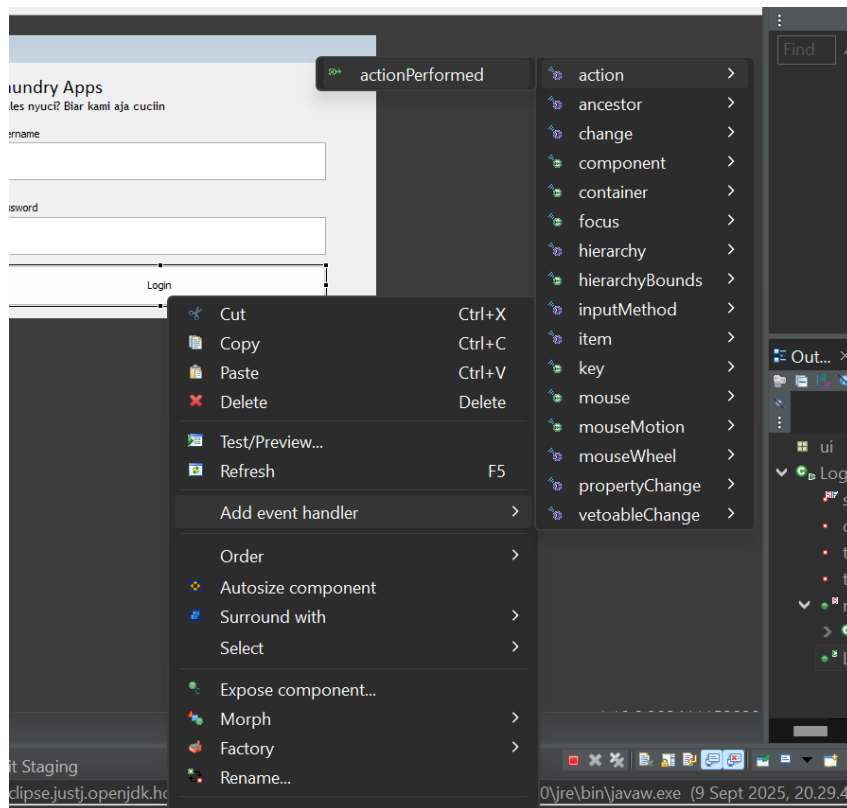 Find
actionPerformed
action
ancestor
change
component
container
focus
hierarchy
hierarchyBounds
inputMethod
item
key
mouse
mouseMotion
mouseWheel
propertyChange
vetoableChange
undry Apps
les nyuci? Biar kami aja cuciin
ername
ssword
Login
Cut Ctrl+X
Copy Ctrl+C
Paste Ctrl+V
Delete Delete
Test/Preview...
Refresh F5
Add event handler
Order
Autosize component
Surround with
Select
Expose component...
Morph
Factory
Rename...
Out...
ui
Log
it Staging
clipse.justj.openjdk.ho
0\jre\bin\javaw.exe (9 Sept 2025, 20.29.4